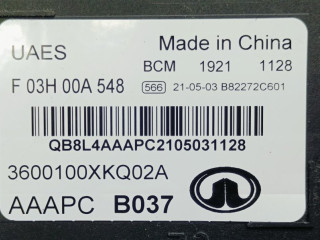 UAES Made in China
BCM 1921 1128
F 03H 00A 548 566 21-05-03 B82272C601
QB8L4AAAPC2105031128
3600100XKQ02A
AAAPC B037